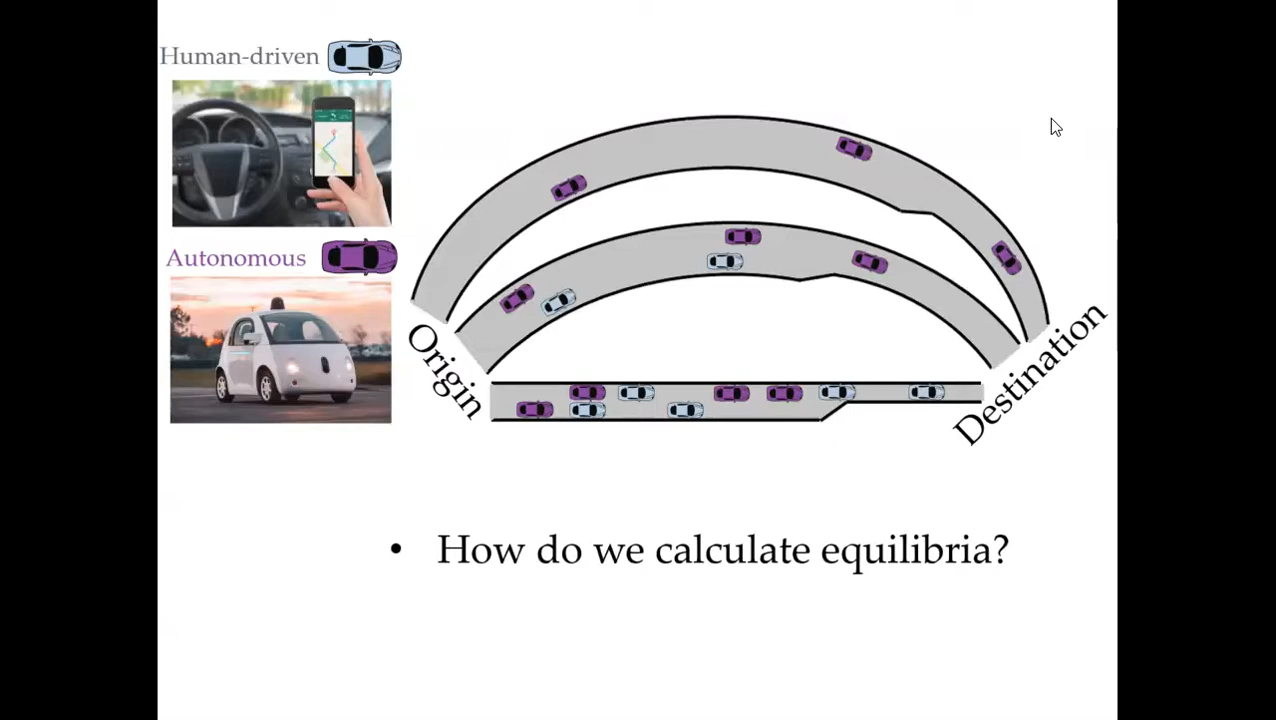 Human-driven
Autonomous
Origin
Destination
• How do we calculate equilibria?